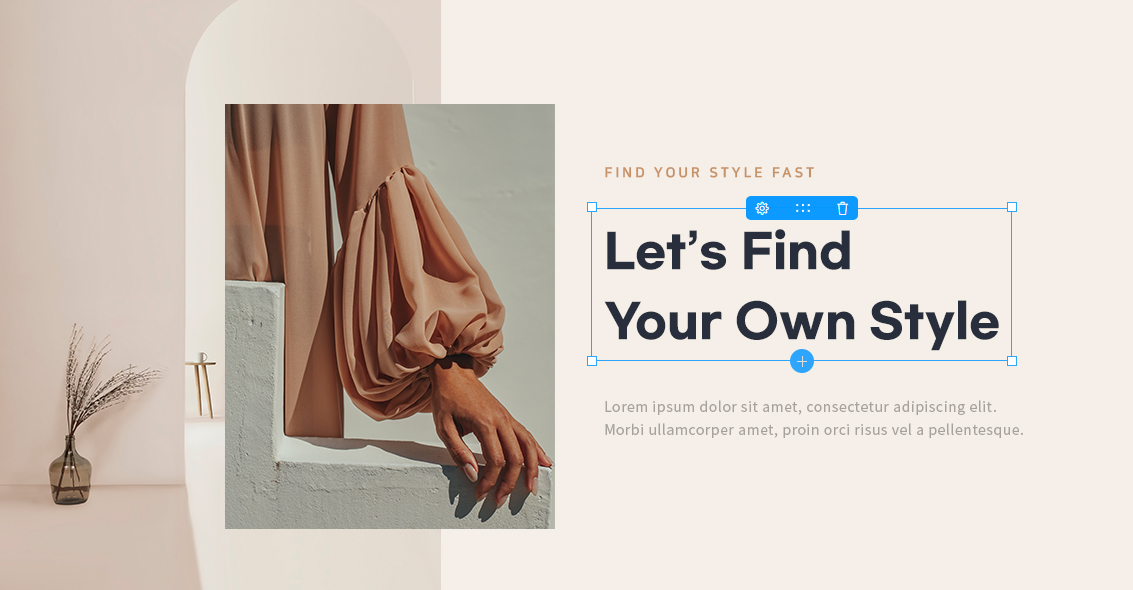 FIND YOUR STYLE FAST
Let’s Find
Your Own Style
Lorem ipsum dolor sit amet, consectetur adipiscing elit.
Morbi ullamcorper amet, proin orci risus vel a pellentesque.